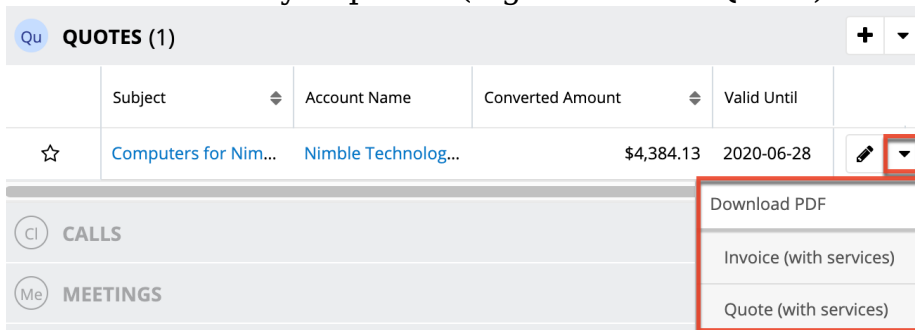 Qu QUOTES (1)
Subject Account Name Converted Amount Valid Until
Computers for Nim... Nimble Technolog... $4,384.13 2020-06-28
Download PDF
Cl CALLS
Invoice (with services)
Me MEETINGS
Quote (with services)